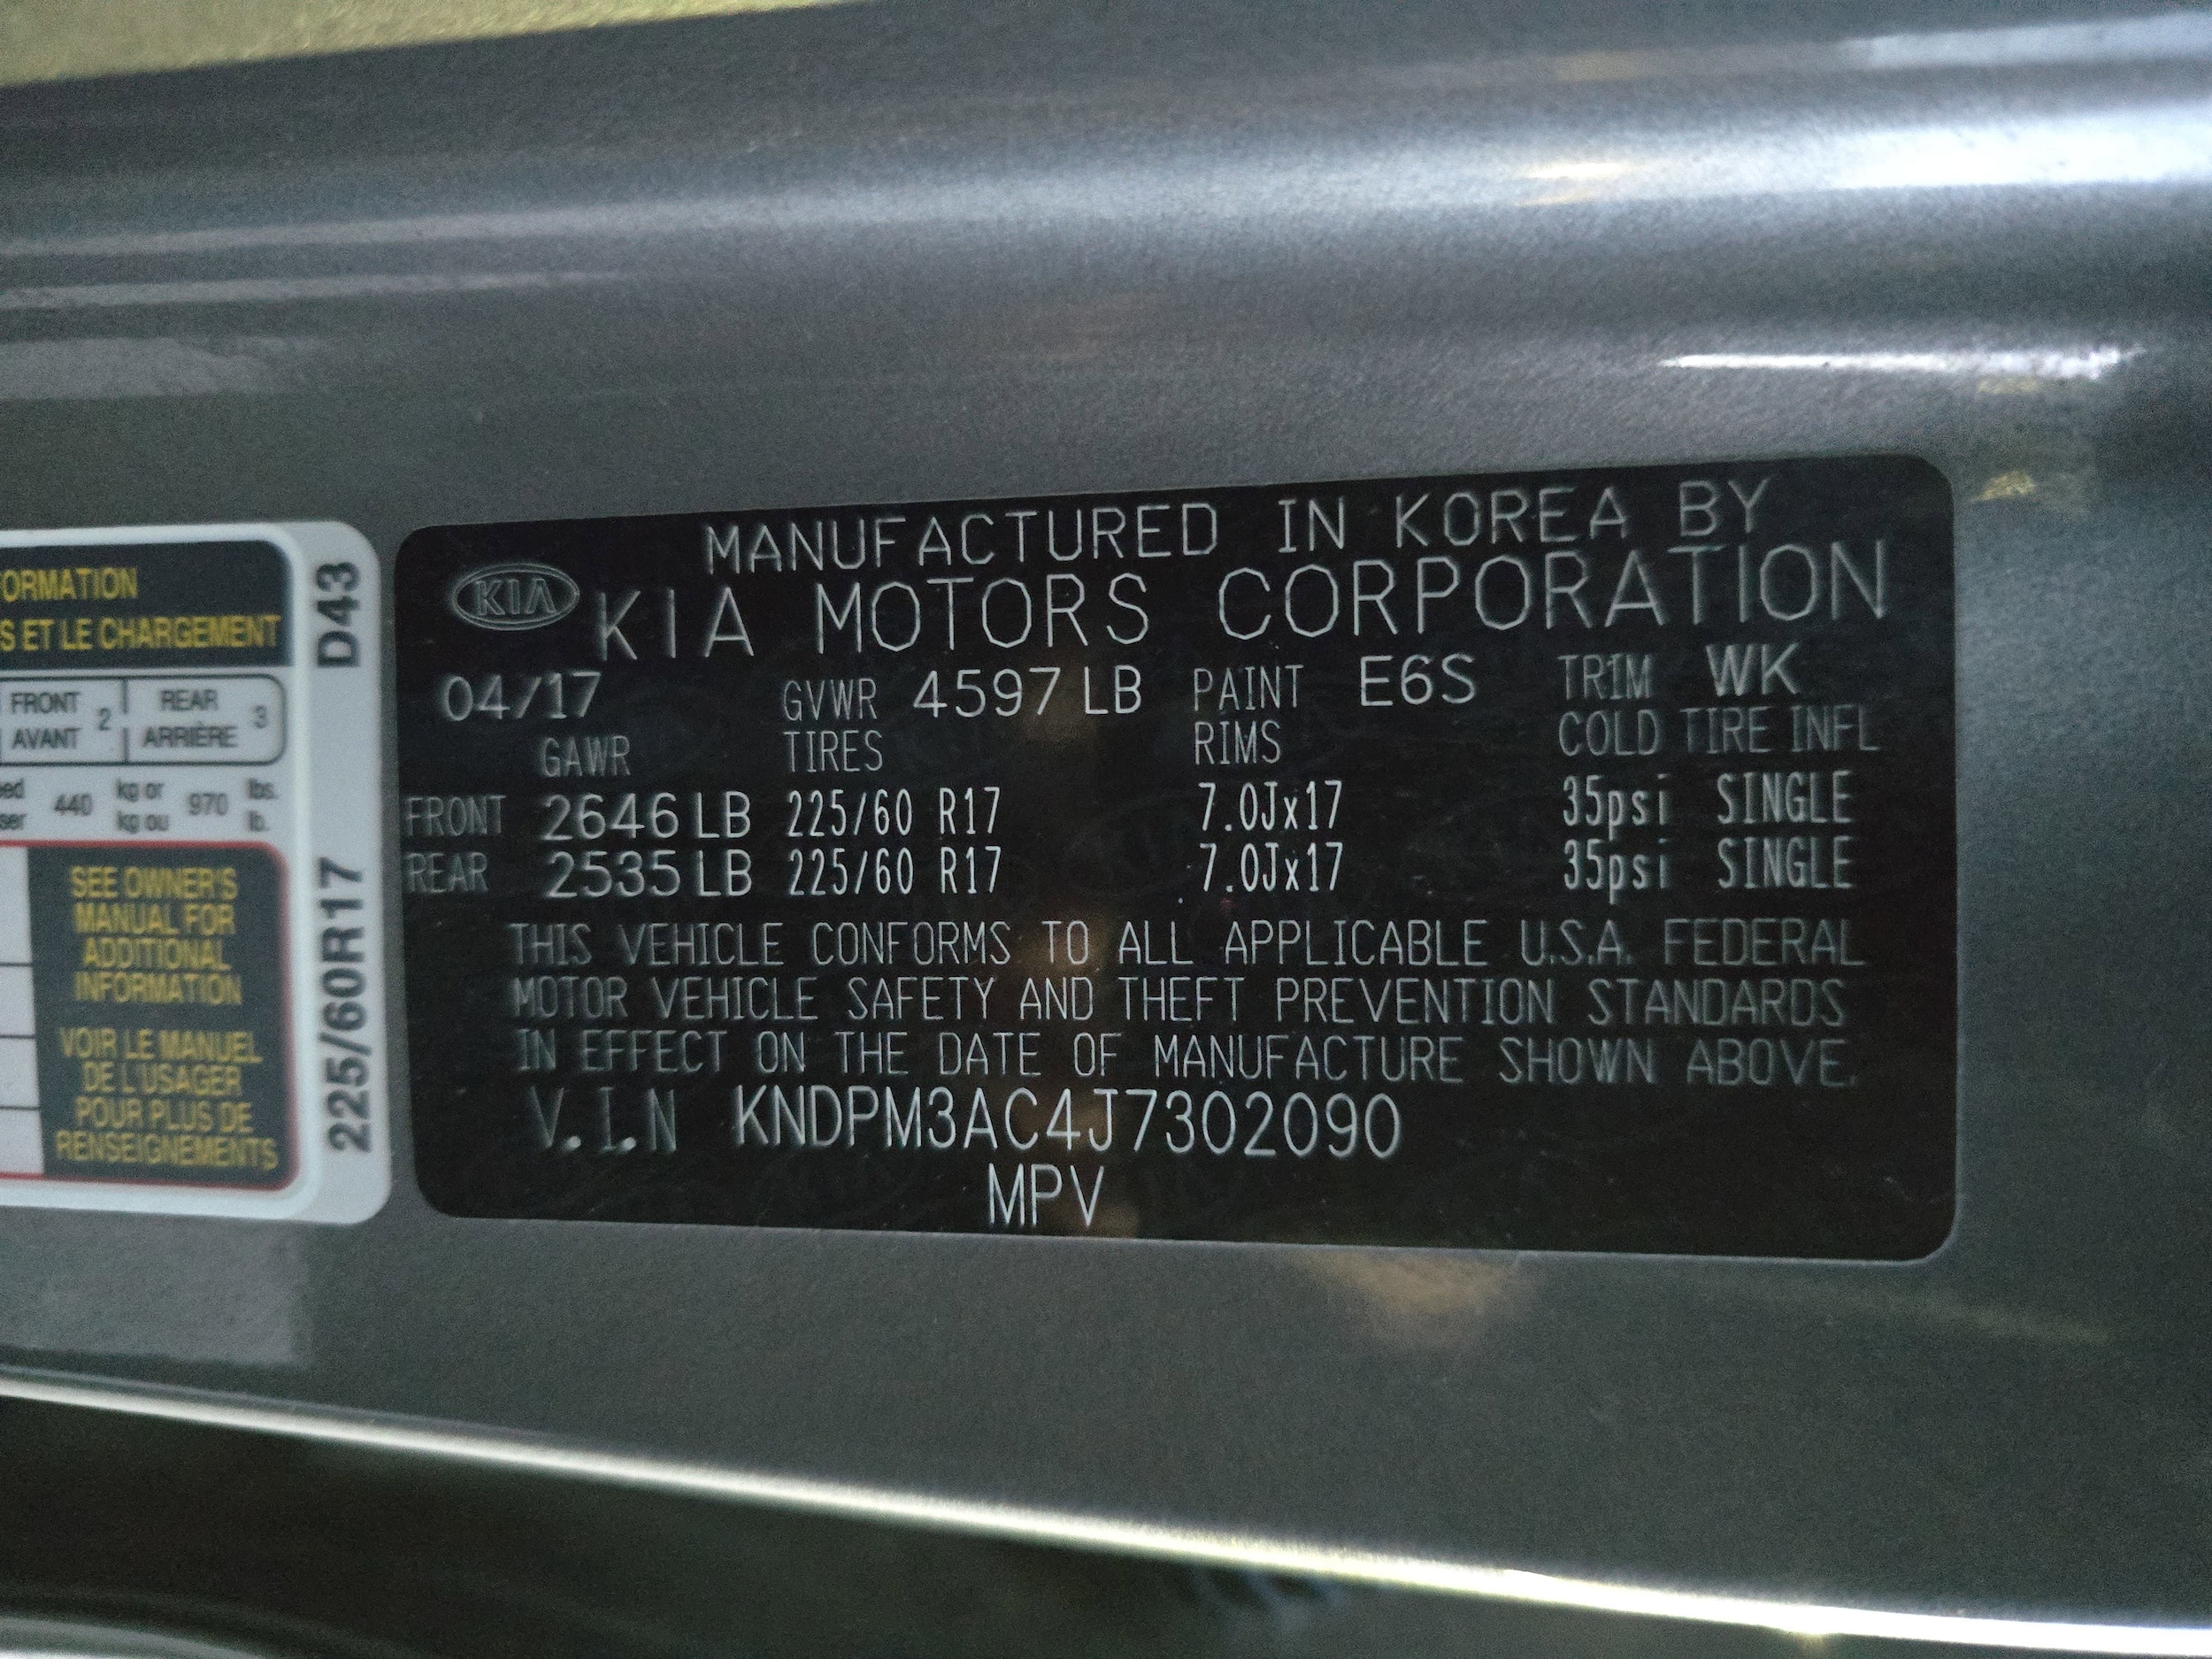 ORMATION
S ET LE CHARGEMENT
FRONT 2 REAR 3
AVANT ARRIÈRE
440 kg or 970 lbs.
kg ou lb.
SEE OWNER'S
MANUAL FOR
ADDITIONAL
INFORMATION
VOIR LE MANUEL
DE L'USAGER
POUR PLUS DE
RENSEIGNEMENTS
D43
225/60R17
MANUFACTURED IN KOREA BY
KIA KIA MOTORS CORPORATION
04/17 GVWR 4597 LB PAINT E6S TRIM WK
GAWR TIRES RIMS COLD TIRE INFL
FRONT 2646 LB 225/60 R17 7.0Jx17 35psi SINGLE
REAR 2535 LB 225/60 R17 7.0Jx17 35psi SINGLE
THIS VEHICLE CONFORMS TO ALL APPLICABLE U.S.A. FEDERAL
MOTOR VEHICLE SAFETY AND THEFT PREVENTION STANDARDS
IN EFFECT ON THE DATE OF MANUFACTURE SHOWN ABOVE.
V.I.N KNDPM3AC4J7302090
MPV